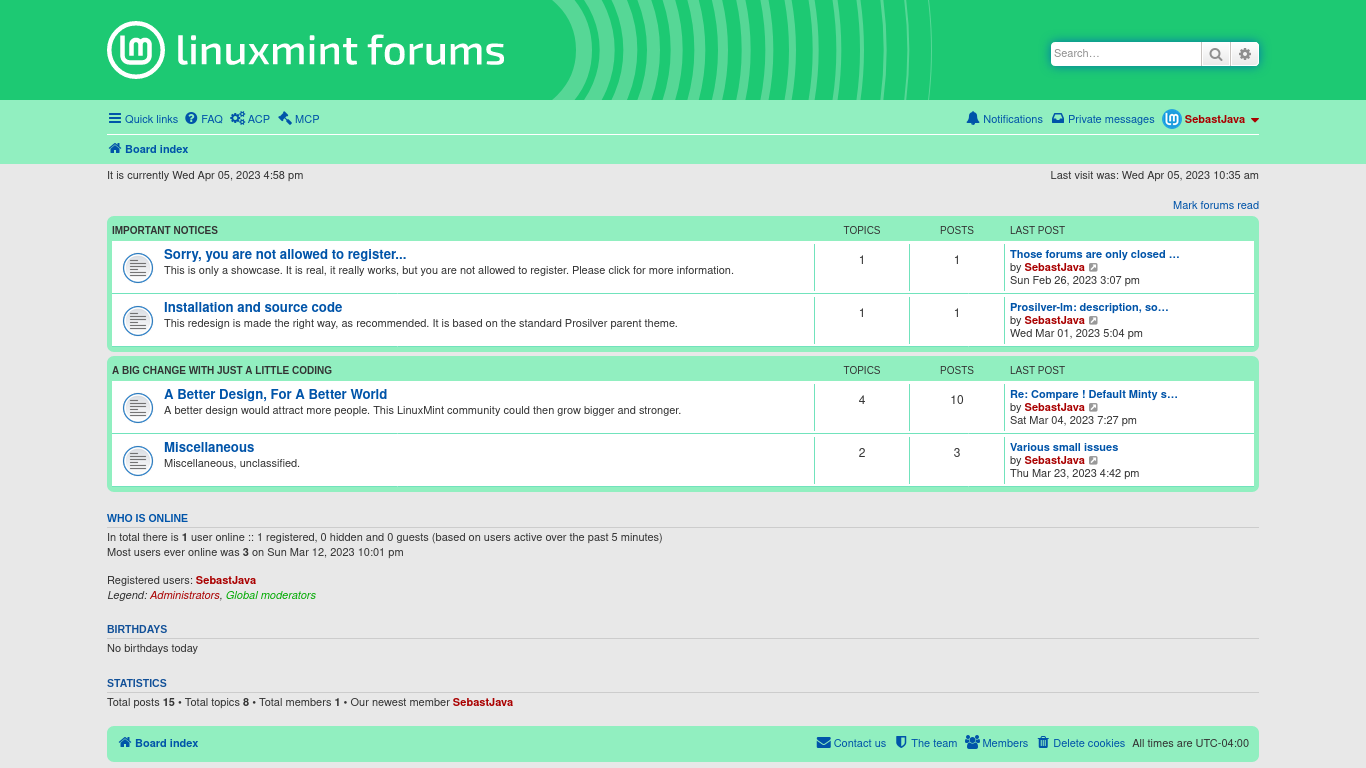 linuxmint forums
Search…
Quick links FAQ ACP MCP
Notifications Private messages SebastJava
Board index
It is currently Wed Apr 05, 2023 4:58 pm
Last visit was: Wed Apr 05, 2023 10:35 am
Mark forums read
IMPORTANT NOTICES TOPICS POSTS LAST POST
Sorry, you are not allowed to register...
This is only a showcase. It is real, it really works, but you are not allowed to register. Please click for more information.
1
1
Those forums are only closed …
by SebastJava
Sun Feb 26, 2023 3:07 pm
Installation and source code
This redesign is made the right way, as recommended. It is based on the standard Prosilver parent theme.
1
1
Prosilver-lm: description, so…
by SebastJava
Wed Mar 01, 2023 5:04 pm
A BIG CHANGE WITH JUST A LITTLE CODING TOPICS POSTS LAST POST
A Better Design, For A Better World
A better design would attract more people. This LinuxMint community could then grow bigger and stronger.
4
10
Re: Compare ! Default Minty s…
by SebastJava
Sat Mar 04, 2023 7:27 pm
Miscellaneous
Miscellaneous, unclassified.
2
3
Various small issues
by SebastJava
Thu Mar 23, 2023 4:42 pm
WHO IS ONLINE
In total there is 1 user online :: 1 registered, 0 hidden and 0 guests (based on users active over the past 5 minutes)
Most users ever online was 3 on Sun Mar 12, 2023 10:01 pm
Registered users: SebastJava
Legend: Administrators, Global moderators
BIRTHDAYS
No birthdays today
STATISTICS
Total posts 15 • Total topics 8 • Total members 1 • Our newest member SebastJava
Board index
Contact us The team Members Delete cookies All times are UTC-04:00